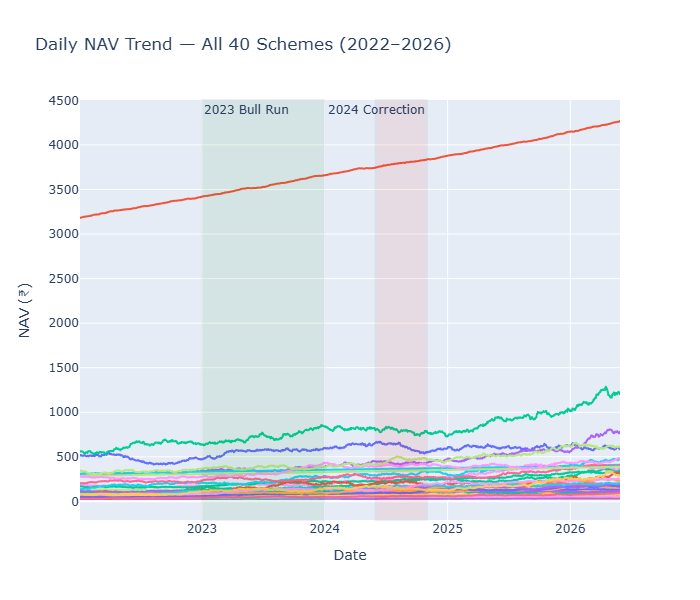 Daily NAV Trend — All 40 Schemes (2022–2026)
2023 Bull Run
2024 Correction
4500
4000
3500
3000
2500
2000
1500
1000
500
0
NAV (₹)
2023
2024
2025
2026
Date